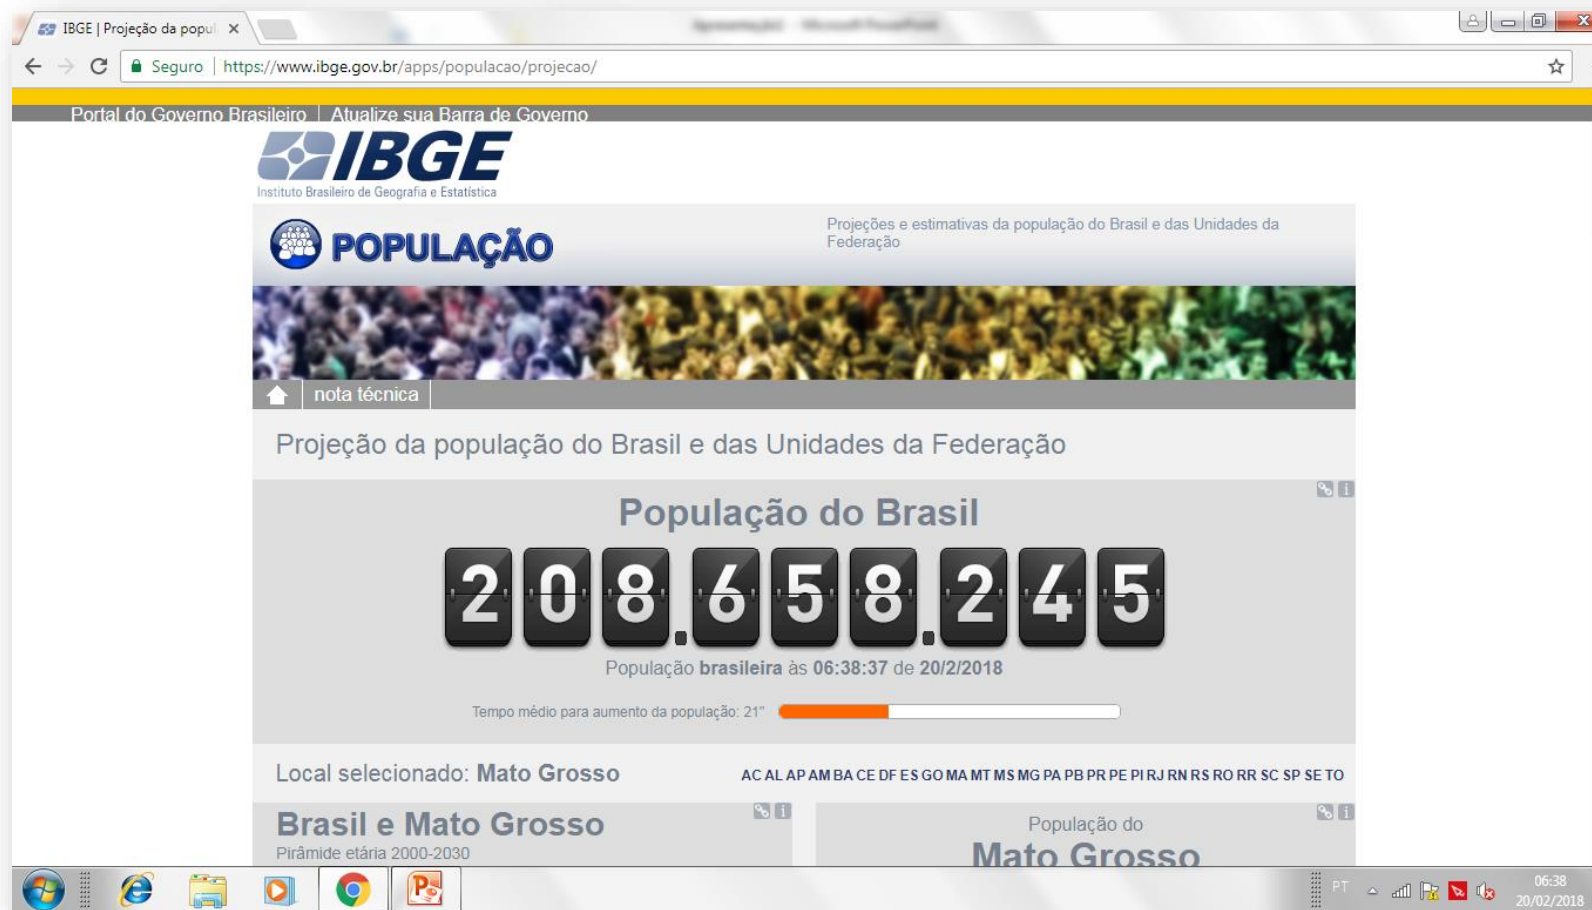 IBGE | Projeção da popul
Seguro | https://www.ibge.gov.br/apps/populacao/projecao/
Portal do Governo Brasileiro | Atualize sua Barra de Governo
IBGE
Instituto Brasileiro de Geografia e Estatística
POPULAÇÃO
Projeções e estimativas da população do Brasil e das Unidades da
Federação
nota técnica
Projeção da população do Brasil e das Unidades da Federação
População do Brasil
208.658.245
População brasileira às 06:38:37 de 20/2/2018
Tempo médio para aumento da população: 21"
Local selecionado: Mato Grosso
AC AL AP AM BA CE DF ES GO MA MT MS MG PA PB PR PE PI RJ RN RS RO RR SC SP SE TO
Brasil e Mato Grosso
Pirâmide etária 2000-2030
População do
Mato Grosso
PT
06:38
20/02/2018